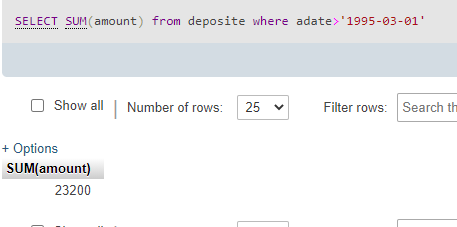 SELECT SUM(amount) from deposite where adate>'1995-03-01'
Show all | Number of rows: 25 Filter rows: Search th
+ Options
SUM(amount)
23200